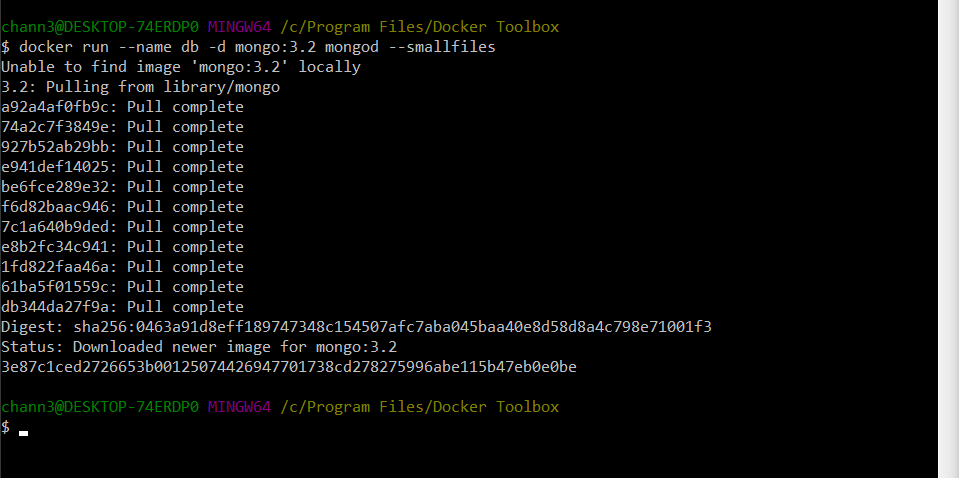 chann3@DESKTOP-74ERDP0 MINGW64 /c/Program Files/Docker Toolbox
$ docker run --name db -d mongo:3.2 mongod --smallfiles
Unable to find image 'mongo:3.2' locally
3.2: Pulling from library/mongo
a92a4af0fb9c: Pull complete
74a2c7f3849e: Pull complete
927b52ab29bb: Pull complete
e941def14025: Pull complete
be6fce289e32: Pull complete
f6d82baac946: Pull complete
7c1a640b9ded: Pull complete
e8b2fc34c941: Pull complete
1fd822faa46a: Pull complete
61ba5f01559c: Pull complete
db344da27f9a: Pull complete
Digest: sha256:0463a91d8eff189747348c154507afc7aba045baa40e8d58d8a4c798e71001f3
Status: Downloaded newer image for mongo:3.2
3e87c1ced2726653b00125074426947701738cd278275996abe115b47eb0e0be
chann3@DESKTOP-74ERDP0 MINGW64 /c/Program Files/Docker Toolbox
$